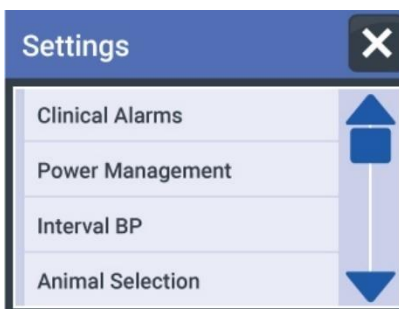 Settings
Clinical Alarms
Power Management
Interval BP
Animal Selection